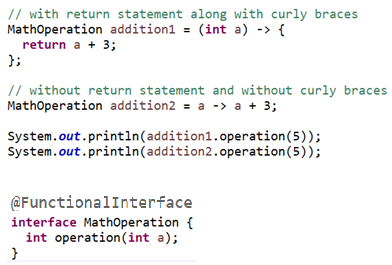 // with return statement along with curly braces
MathOperation addition1 = (int a) -> {
  return a + 3;
};
// without return statement and without curly braces
MathOperation addition2 = a -> a + 3;
System.out.println(addition1.operation(5));
System.out.println(addition2.operation(5));
@FunctionalInterface
interface MathOperation {
  int operation(int a);
}